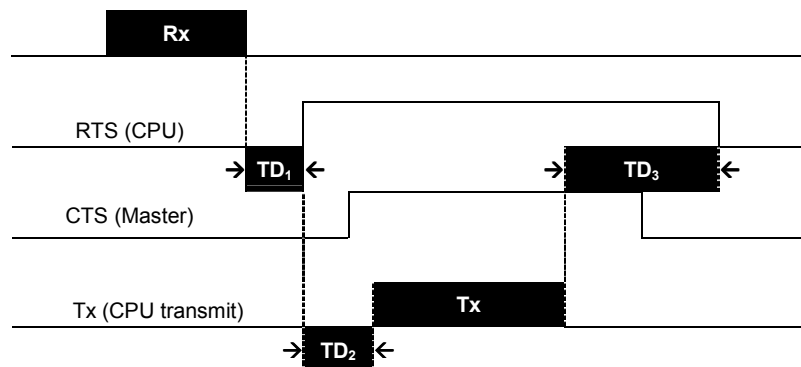 Rx
RTS (CPU)
TD₁
TD₃
CTS (Master)
Tx (CPU transmit)
Tx
TD₂